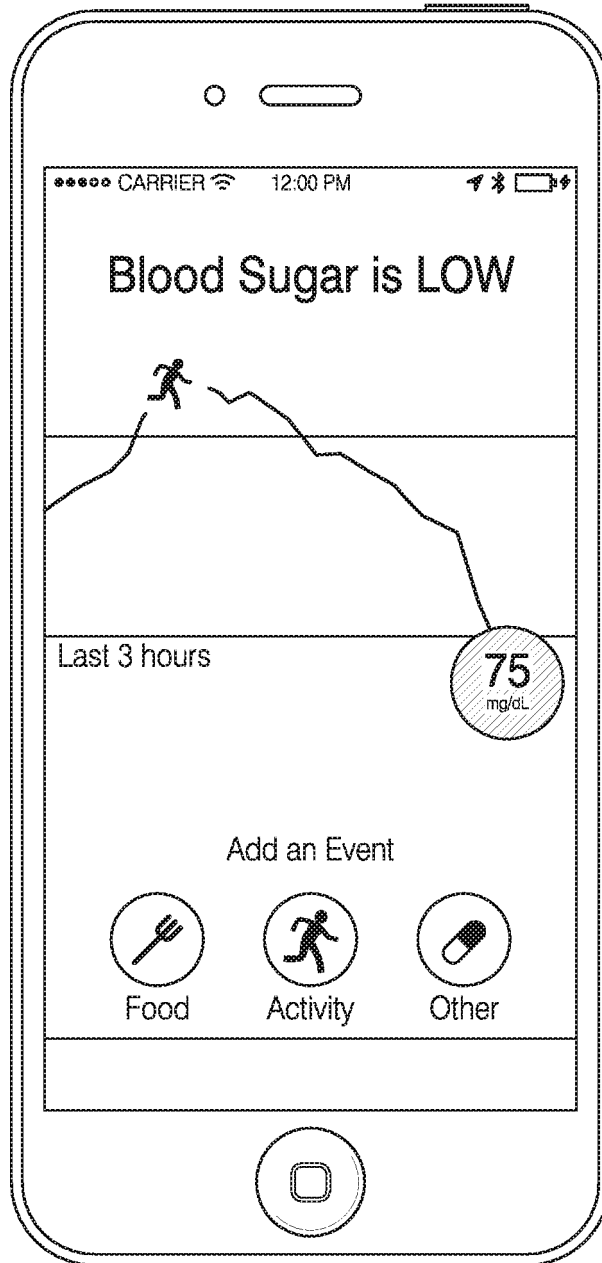 CARRIER 12:00 PM
Blood Sugar is LOW
Last 3 hours
75
mg/dL
Add an Event
Food Activity Other